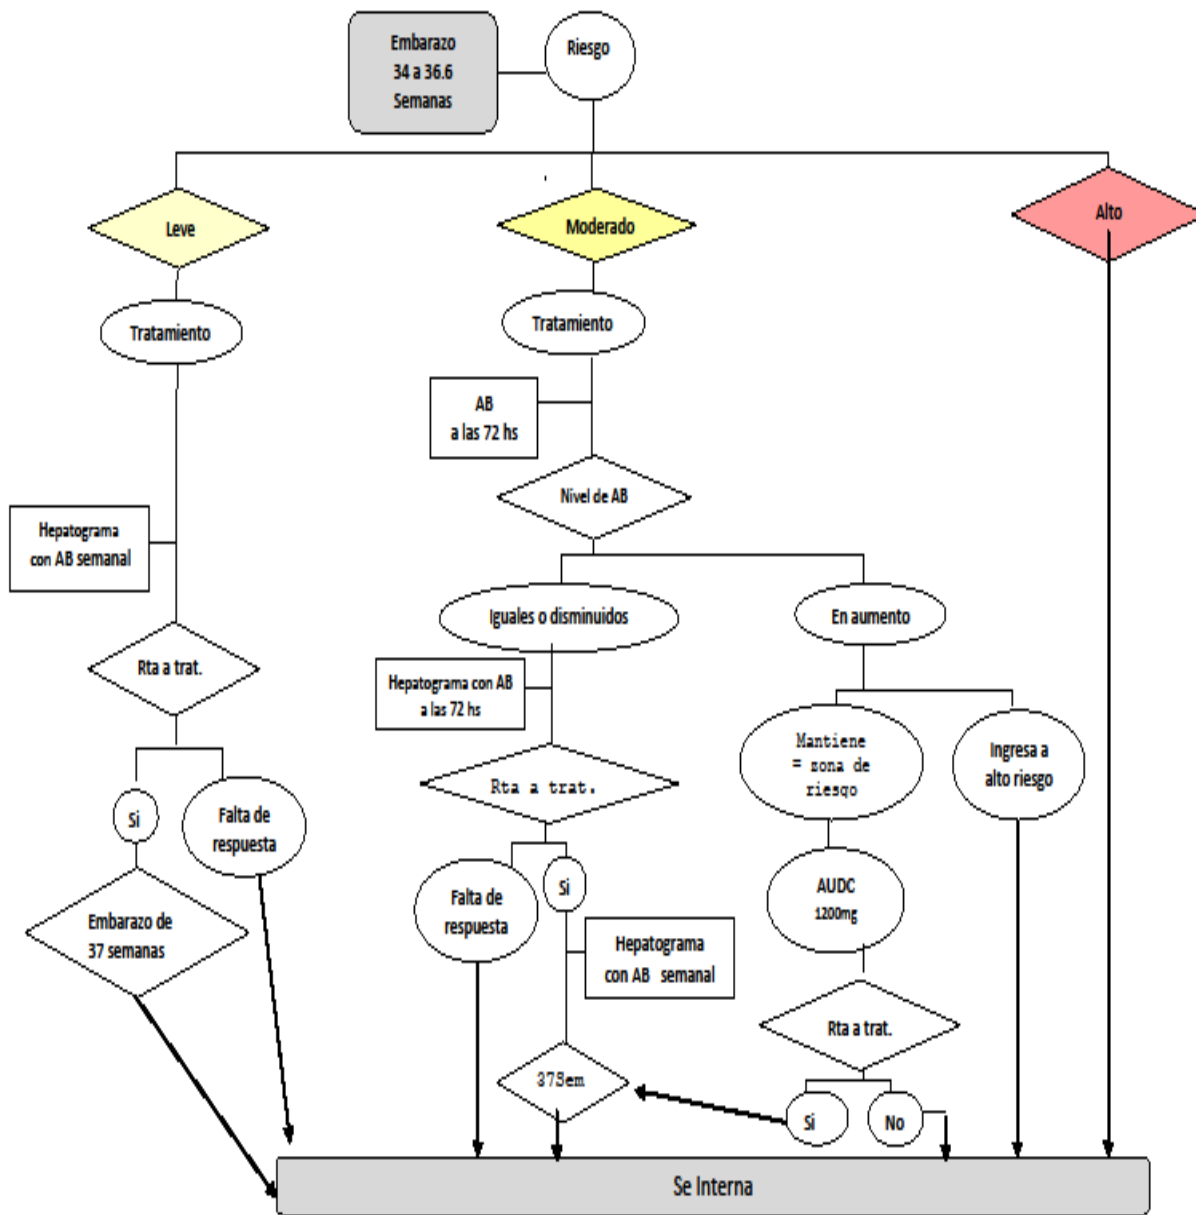 Embarazo
34 a 36.6
Semanas
Riesgo
Leve
Moderado
Alto
Tratamiento
Tratamiento
AB
a las 72 hs
Nivel de AB
Hepatograma
con AB semanal
Iguales o disminuidos
En aumento
Rta a trat.
Hepatograma con AB
a las 72 hs
Mantiene
= zona de
riesgo
Ingresa a
alto riesgo
Rta a trat.
Si
Falta de
respuesta
Falta de
respuesta
Si
AUDC
1200mg
Embarazo de
37 semanas
Hepatograma
con AB semanal
Rta a trat.
37Sem
Si
No
Se Interna